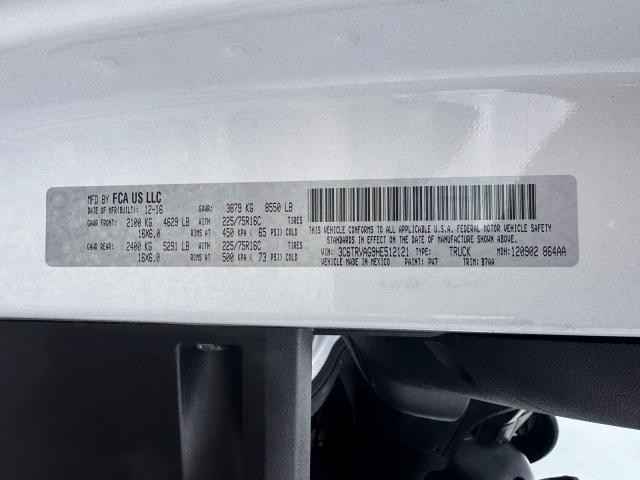 MFD BY FCA US LLC
DATE OF MFR(BUILT): 12-16 GVWR: 3879 KG 8550 LB
GAWR FRONT: 2100 KG 4629 LB WITH 225/75R16C TIRES
16X6.0 RIMS AT 450 KPA( 65 PSI) COLD
GAWR REAR: 2400 KG 5291 LB WITH 225/75R16C TIRES
16X6.0 RIMS AT 500 KPA( 73 PSI) COLD
THIS VEHICLE CONFORMS TO ALL APPLICABLE U.S.A. FEDERAL MOTOR VEHICLE SAFETY
STANDARDS IN EFFECT ON THE DATE OF MANUFACTURE SHOWN ABOVE.
VIN: 3C6TRVAG9HE512121 TYPE: TRUCK MDH: 120902 864AA
VEHICLE MADE IN MEXICO PAINT: PW7 TRIM: B7AA